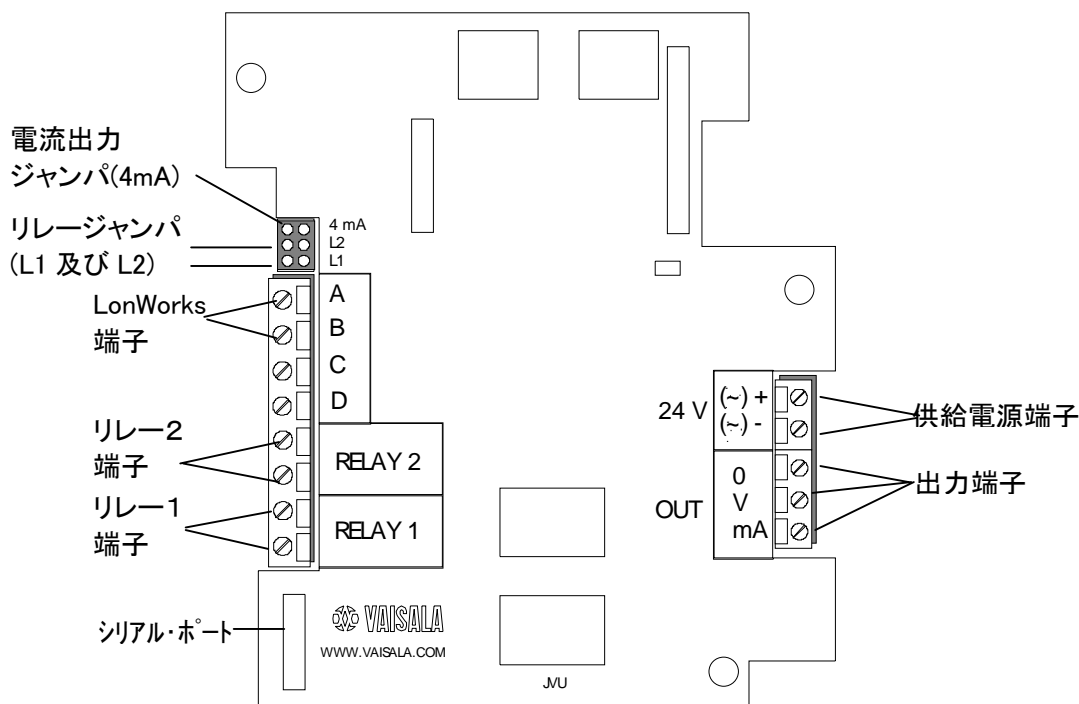 電流出力
ジャンパ(4mA)
リレージャンパ
(L1 及び L2)
LonWorks
端子
リレー2
端子
リレー1
端子
シリアル・ポート
4 mA
L2
L1
A
B
C
D
RELAY 2
RELAY 1
VAISALA
WWW.VAISALA.COM
JVU
24 V
(~) +
(~) -
OUT
0
V
mA
供給電源端子
出力端子